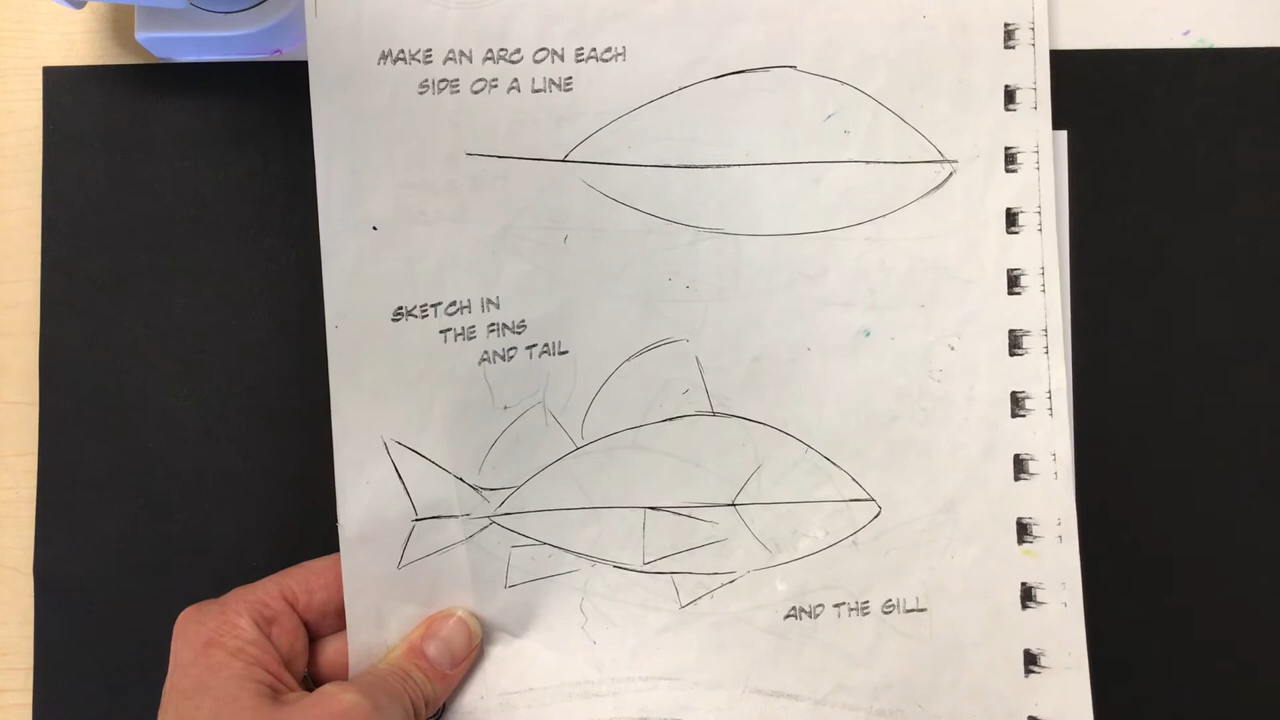 MAKE AN ARC ON EACH
SIDE OF A LINE
SKETCH IN
THE FINS
AND TAIL
AND THE GILL